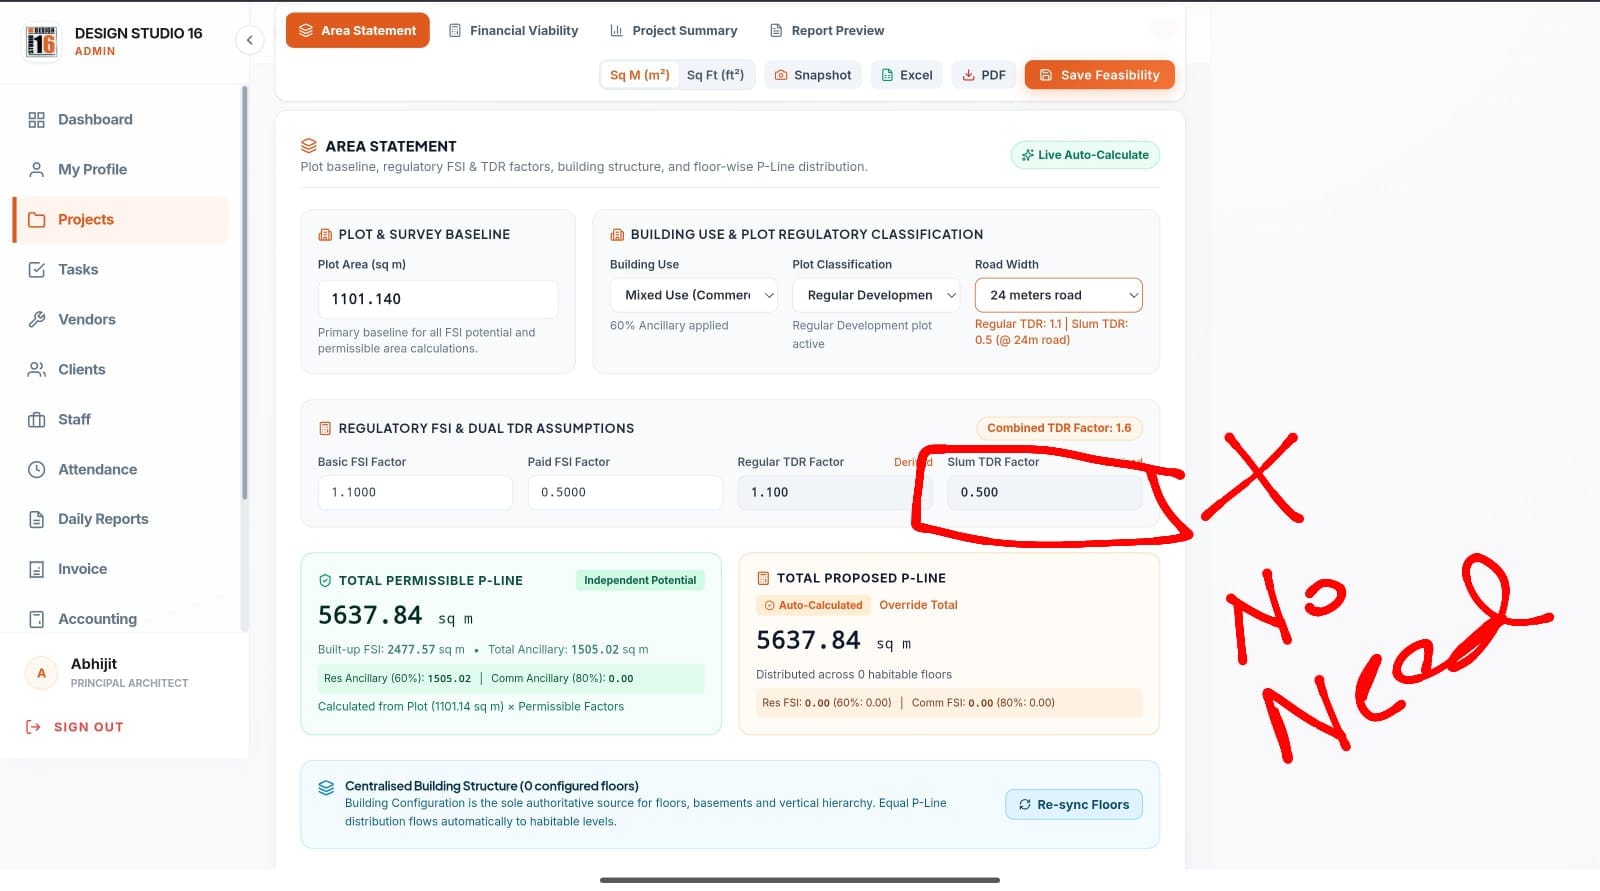 DESIGN STUDIO 16
ADMIN
Dashboard
My Profile
Projects
Tasks
Vendors
Clients
Staff
Attendance
Daily Reports
Invoice
Accounting
A
Abhijit
PRINCIPAL ARCHITECT
SIGN OUT
Area Statement
Financial Viability
Project Summary
Report Preview
Sq M (m²)
Sq Ft (ft²)
Snapshot
Excel
PDF
Save Feasibility
AREA STATEMENT
Plot baseline, regulatory FSI & TDR factors, building structure, and floor-wise P-Line distribution.
Live Auto-Calculate
PLOT & SURVEY BASELINE
Plot Area (sq m)
1101.140
Primary baseline for all FSI potential and
permissible area calculations.
BUILDING USE & PLOT REGULATORY CLASSIFICATION
Building Use
Mixed Use (Commer
60% Ancillary applied
Plot Classification
Regular Developmen
Regular Development plot
active
Road Width
24 meters road
Regular TDR: 1.1 | Slum TDR:
0.5 (@ 24m road)
REGULATORY FSI & DUAL TDR ASSUMPTIONS
Combined TDR Factor: 1.6
Basic FSI Factor
1.1000
Paid FSI Factor
0.5000
Regular TDR Factor
1.100
Slum TDR Factor
0.500
X
No
Need
TOTAL PERMISSIBLE P-LINE
Independent Potential
5637.84 sq m
Built-up FSI: 2477.57 sq m • Total Ancillary: 1505.02 sq m
Res Ancillary (60%): 1505.02 | Comm Ancillary (80%): 0.00
Calculated from Plot (1101.14 sq m) × Permissible Factors
TOTAL PROPOSED P-LINE
Auto-Calculated
Override Total
5637.84 sq m
Distributed across 0 habitable floors
Res FSI: 0.00 (60%: 0.00) | Comm FSI: 0.00 (80%: 0.00)
Centralised Building Structure (0 configured floors)
Building Configuration is the sole authoritative source for floors, basements and vertical hierarchy. Equal P-Line
distribution flows automatically to habitable levels.
Re-sync Floors